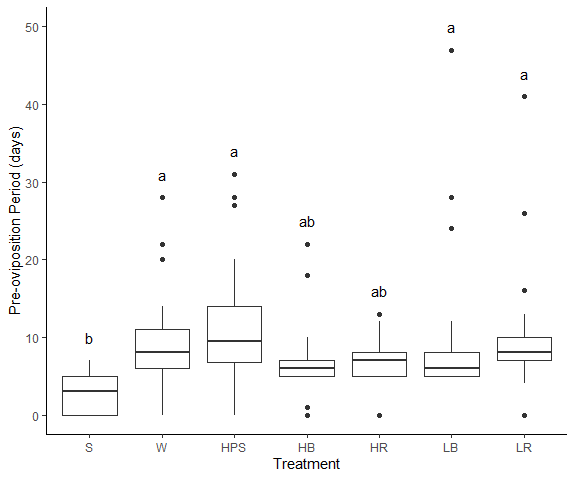 Pre-oviposition Period (days)
50
40
30
20
10
0
b
a
a
ab
ab
a
a
S W HPS HB HR LB LR
Treatment